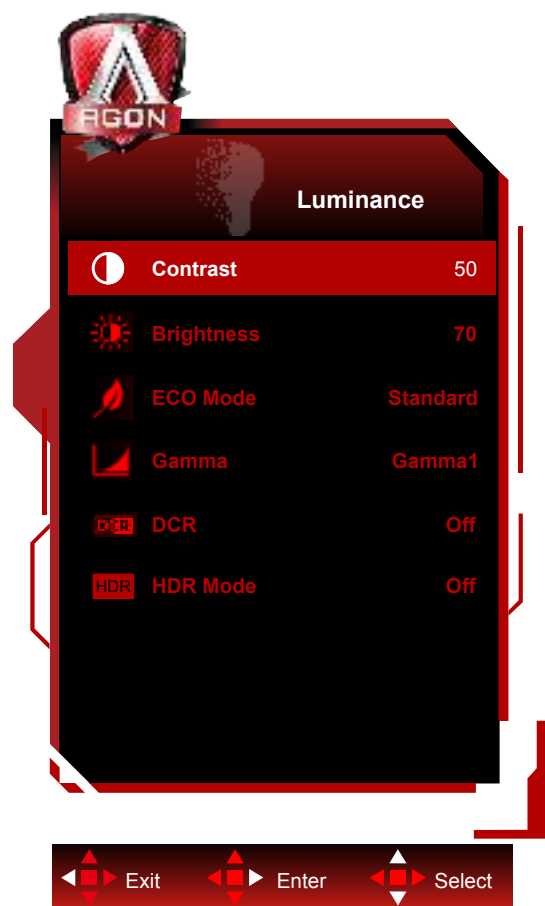 AGON
Luminance
Contrast 50
Brightness 70
ECO Mode Standard
Gamma Gamma1
DCR DCR Off
HDR HDR Mode Off
Exit Enter Select